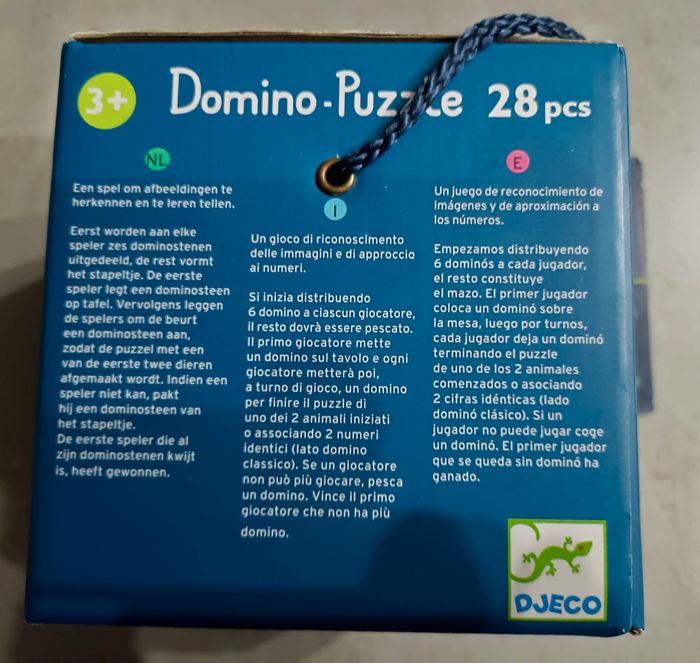 3+
Domino-Puzzle 28 pcs
NL
Een spel om afbeeldingen te
herkennen en te leren tellen.
Eerst worden aan elke
speler zes dominostenen
uitgedeeld, de rest vormt
het stapeltje. De eerste
speler legt een dominosteen
op tafel. Vervolgens leggen
de spelers om de beurt
een dominosteen aan,
zodat de puzzel met een
van de eerste twee dieren
afgemaakt wordt. Indien een
speler niet kan, pakt
hij een dominosteen van
het stapeltje.
De eerste speler die al
zijn dominostenen kwijt
is, heeft gewonnen.
I
Un gioco di riconoscimento
delle immagini e di approccio
ai numeri.
Si inizia distribuendo
6 domino a ciascun giocatore,
il resto dovrà essere pescato.
Il primo giocatore mette
un domino sul tavolo e ogni
giocatore metterà poi,
a turno di gioco, un domino
per finire il puzzle di
uno dei 2 animali iniziati
o associando 2 numeri
identici (lato domino
classico). Se un giocatore
non può più giocare, pesca
un domino. Vince il primo
giocatore che non ha più
domino.
E
Un juego de reconocimiento de
imágenes y de aproximación a
los números.
Empezamos distribuyendo
6 dominós a cada jugador,
el resto constituye
el mazo. El primer jugador
coloca un dominó sobre
la mesa, luego por turnos,
cada jugador deja un dominó
terminando el puzzle
de uno de los 2 animales
comenzados o asociando
2 cifras idénticas (lado
dominó clásico). Si un
jugador no puede jugar coge
un dominó. El primer jugador
que se queda sin dominó ha
ganado.
DJECO